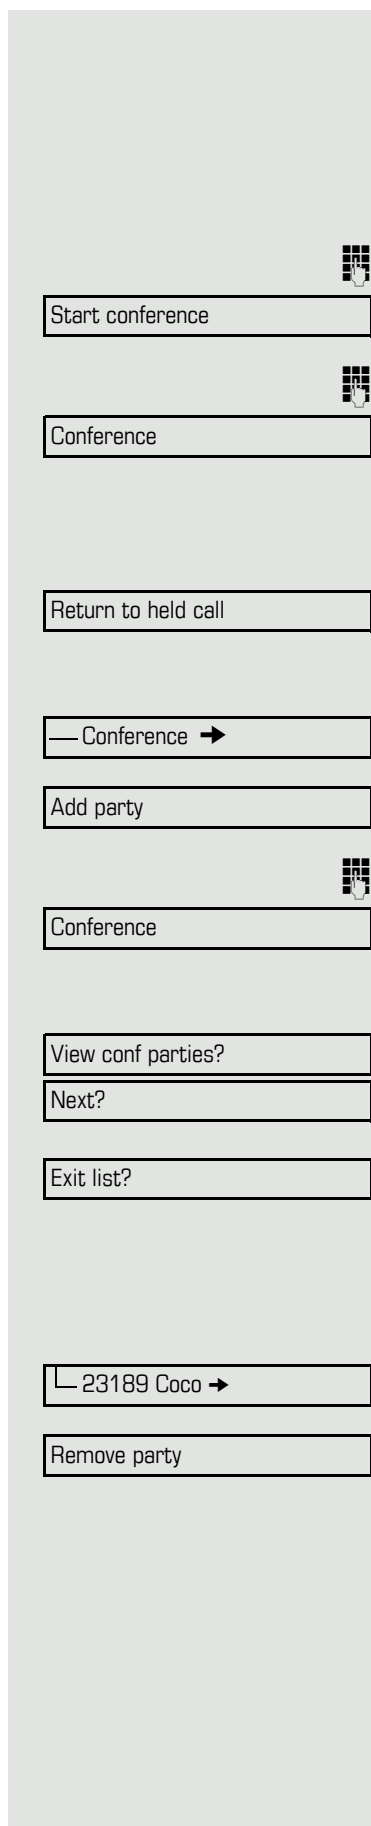 Start conference
Conference
Return to held call
Conference →
Add party
Conference
View conf parties?
Next?
Exit list?
23189 Coco →
Remove party